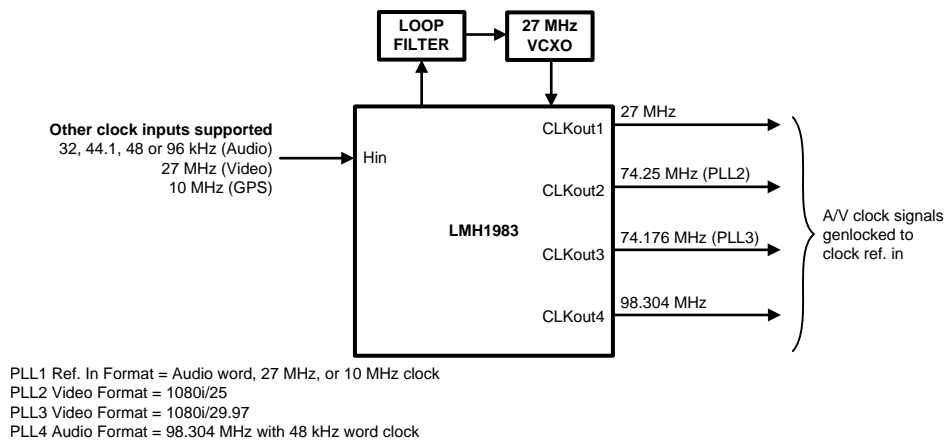 LOOP
FILTER
27 MHz
VCXO
Other clock inputs supported
32, 44.1, 48 or 96 kHz (Audio)
27 MHz (Video)
10 MHz (GPS)
Hin
LMH1983
CLKout1
27 MHz
CLKout2
74.25 MHz (PLL2)
CLKout3
74.176 MHz (PLL3)
CLKout4
98.304 MHz
A/V clock signals
genlocked to
clock ref. in
PLL1 Ref. In Format = Audio word, 27 MHz, or 10 MHz clock
PLL2 Video Format = 1080i/25
PLL3 Video Format = 1080i/29.97
PLL4 Audio Format = 98.304 MHz with 48 kHz word clock